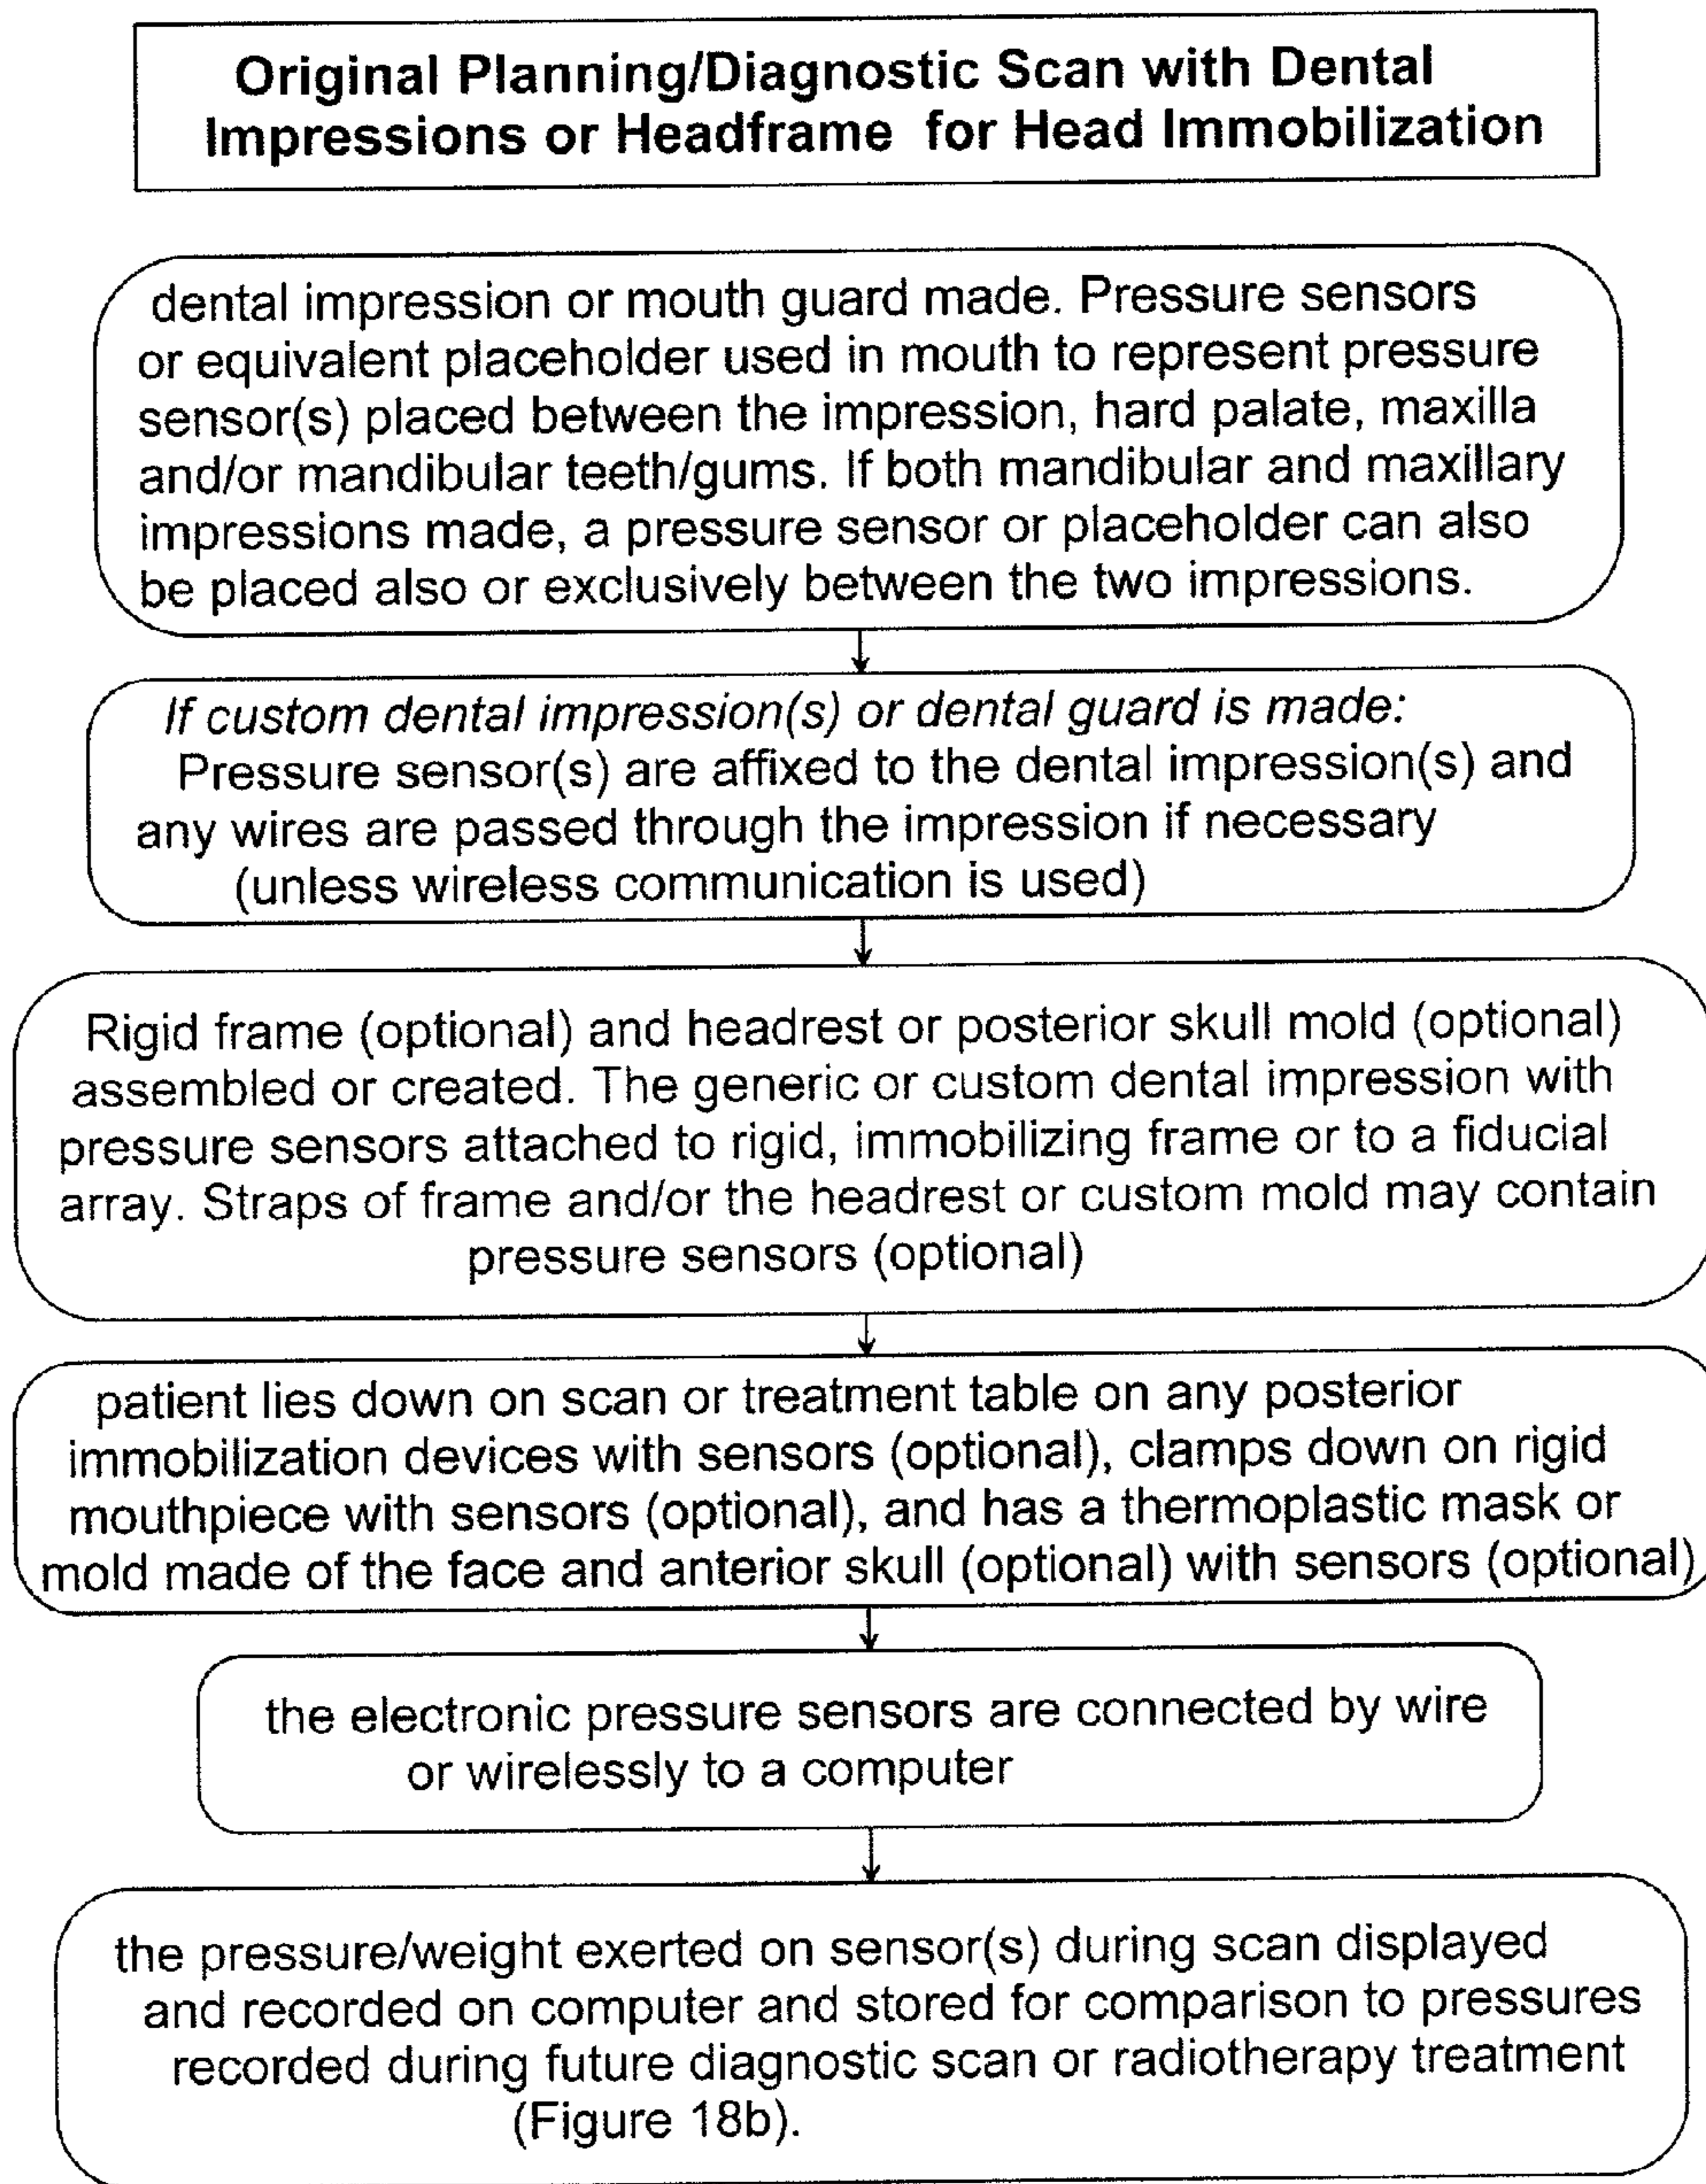 Original Planning/Diagnostic Scan with Dental
Impressions or Headframe for Head Immobilization
dental impression or mouth guard made. Pressure sensors
or equivalent placeholder used in mouth to represent pressure
sensor(s) placed between the impression, hard palate, maxilla
and/or mandibular teeth/gums. If both mandibular and maxillary
impressions made, a pressure sensor or placeholder can also
be placed also or exclusively between the two impressions.
If custom dental impression(s) or dental guard is made:
Pressure sensor(s) are affixed to the dental impression(s) and
any wires are passed through the impression if necessary
(unless wireless communication is used)
Rigid frame (optional) and headrest or posterior skull mold (optional)
assembled or created. The generic or custom dental impression with
pressure sensors attached to rigid, immobilizing frame or to a fiducial
array. Straps of frame and/or the headrest or custom mold may contain
pressure sensors (optional)
patient lies down on scan or treatment table on any posterior
immobilization devices with sensors (optional), clamps down on rigid
mouthpiece with sensors (optional), and has a thermoplastic mask or
mold made of the face and anterior skull (optional) with sensors (optional)
the electronic pressure sensors are connected by wire
or wirelessly to a computer
the pressure/weight exerted on sensor(s) during scan displayed
and recorded on computer and stored for comparison to pressures
recorded during future diagnostic scan or radiotherapy treatment
(Figure 18b).